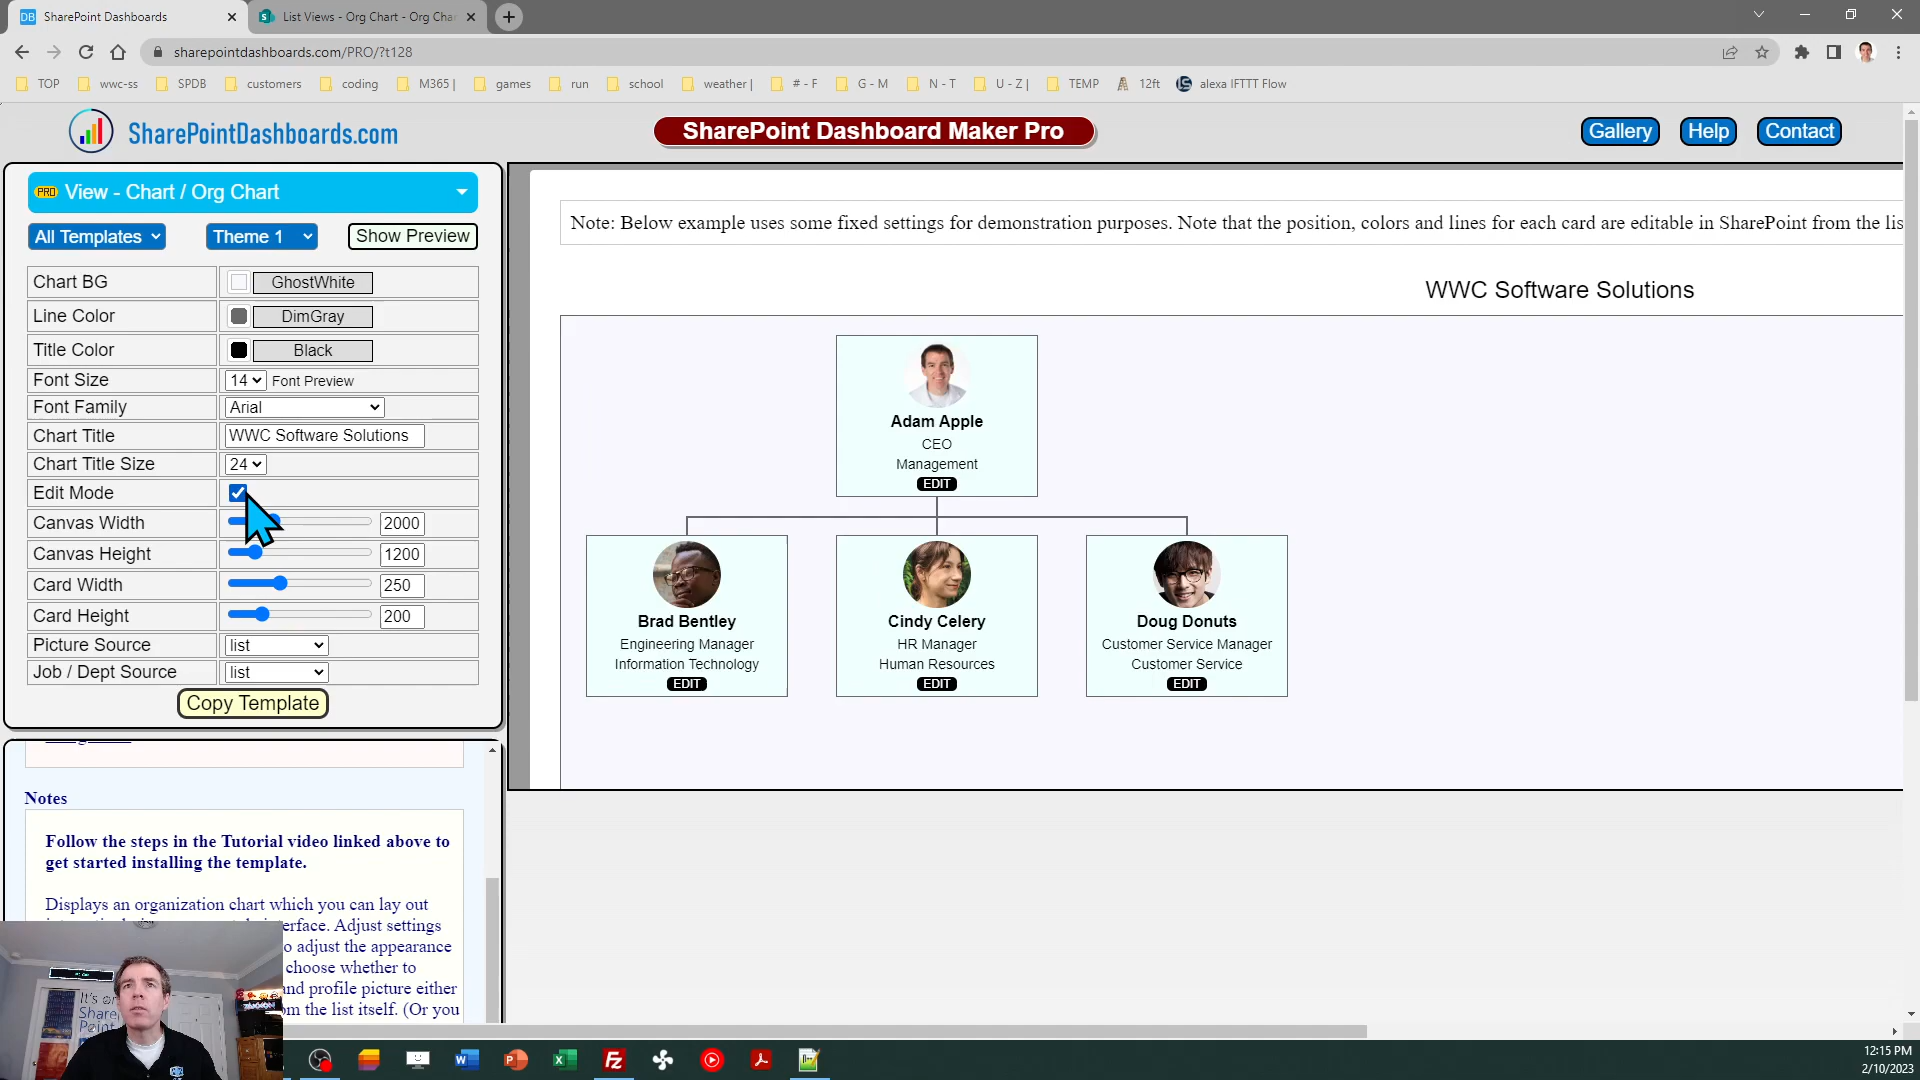 SharePoint Dashboards
List Views - Org Chart - Org Cha
sharepointdashboards.com/PRO/?t128
TOP wwc-ss SPDB customers coding M365 | games run school weather | # - F G - M N - T U - Z | TEMP 12ft alexa IFTTT Flow
SharePointDashboards.com
SharePoint Dashboard Maker Pro
Gallery Help Contact
PRO View - Chart / Org Chart
All Templates Theme 1 Show Preview
Chart BG GhostWhite
Line Color DimGray
Title Color Black
Font Size 14 Font Preview
Font Family Arial
Chart Title WWC Software Solutions
Chart Title Size 24
Edit Mode
Canvas Width 2000
Canvas Height 1200
Card Width 250
Card Height 200
Picture Source list
Job / Dept Source list
Copy Template
Notes
Follow the steps in the Tutorial video linked above to
get started installing the template.
Displays an organization chart which you can lay out
erface. Adjust settings
o adjust the appearance
choose whether to
and profile picture either
om the list itself. (Or you
Note: Below example uses some fixed settings for demonstration purposes. Note that the position, colors and lines for each card are editable in SharePoint from the lis
WWC Software Solutions
Adam Apple
CEO
Management
EDIT
Brad Bentley
Engineering Manager
Information Technology
EDIT
Cindy Celery
HR Manager
Human Resources
EDIT
Doug Donuts
Customer Service Manager
Customer Service
EDIT
It's on
Share
Point
12:15 PM
2/10/2023